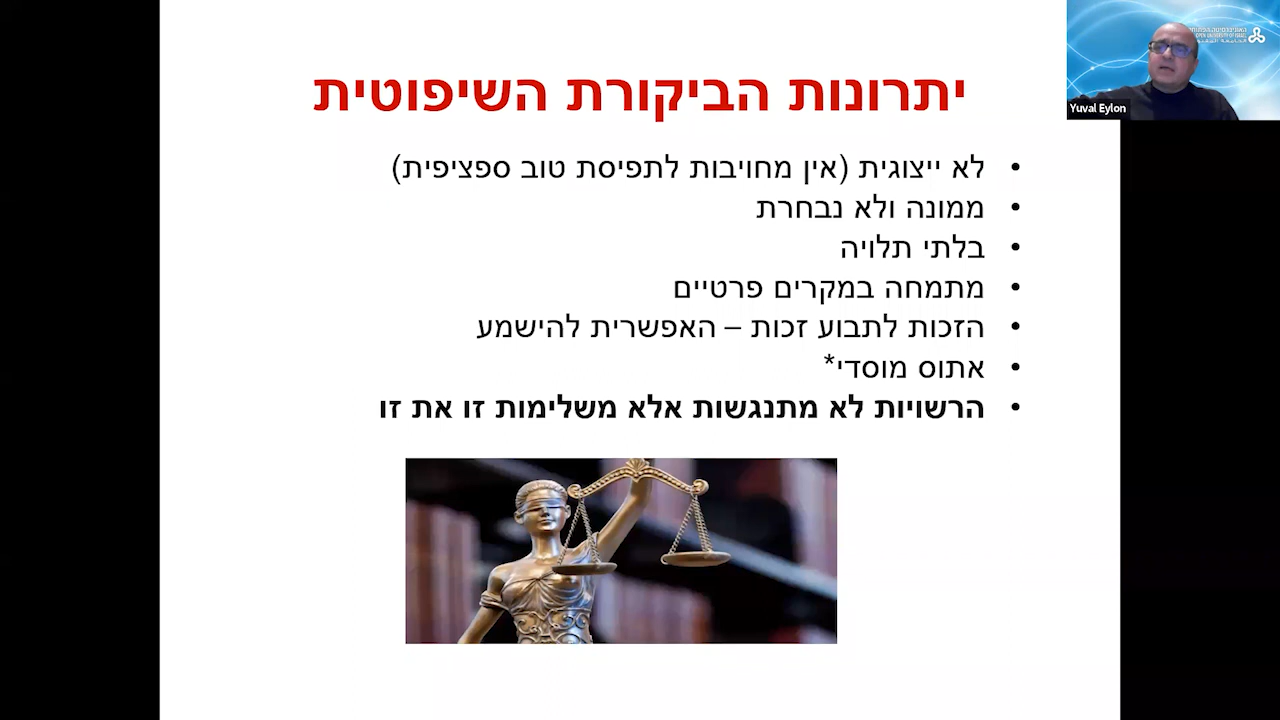 יתרונות הביקורת השיפוטית
• לא ייצוגית (אין מחויבות לתפיסת טוב ספציפית)
• ממונה ולא נבחרת
• בלתי תלויה
• מתמחה במקרים פרטיים
• הזכות לתבוע זכות – האפשרית להישמע
• אתוס מוסדי*
• הרשויות לא מתנגשות אלא משלימות זו את זו
Yuval Eylon